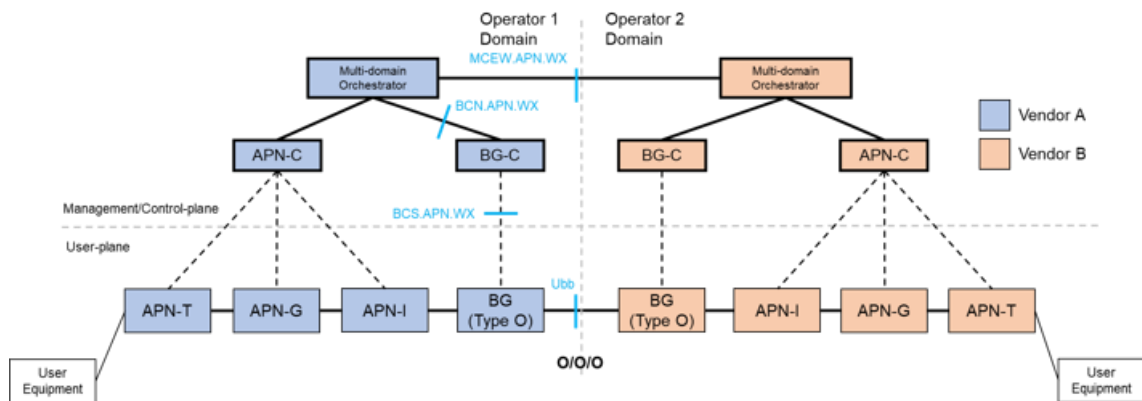 Operator 1
Domain
Operator 2
Domain
MCEW.APN.WX
Multi-domain
Orchestrator
Multi-domain
Orchestrator
BCN.APN.WX
Vendor A
Vendor B
APN-C
BG-C
BG-C
APN-C
Management/Control-plane
BCS.APN.WX
User-plane
Ubb
APN-T
APN-G
APN-I
BG
(Type O)
BG
(Type O)
APN-I
APN-G
APN-T
O/O/O
User
Equipment
User
Equipment